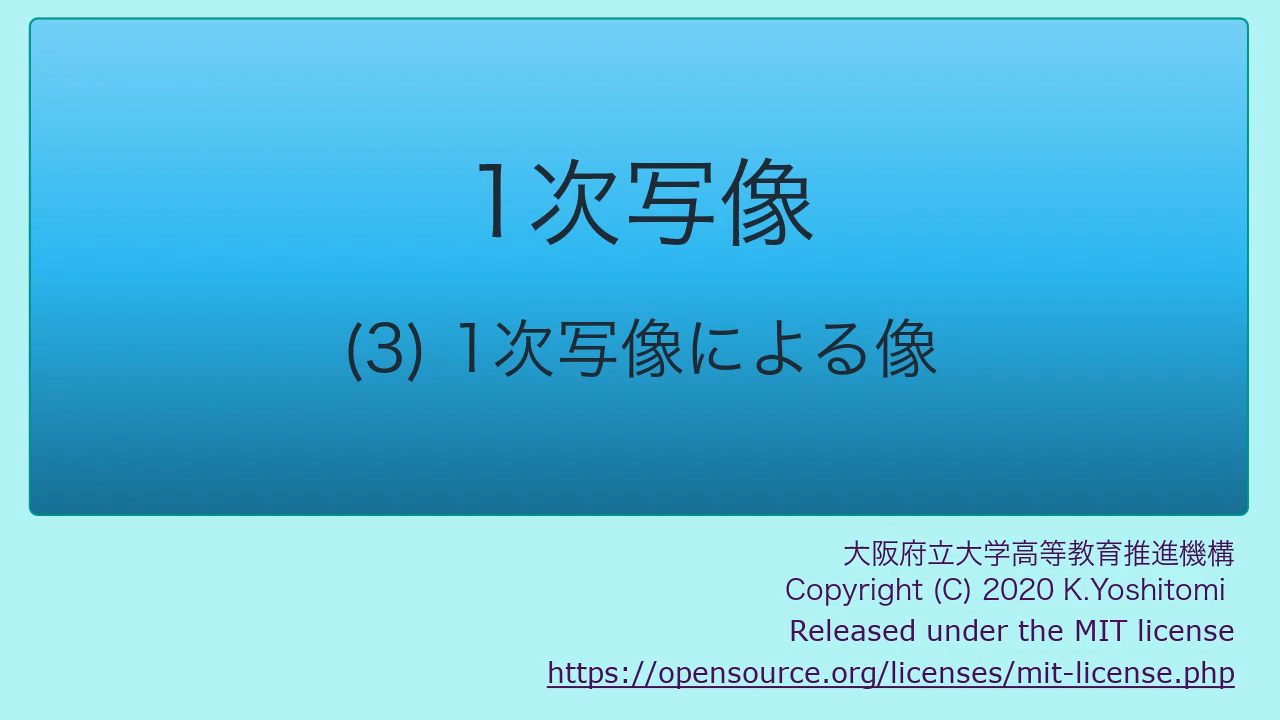 1次写像
(3) 1次写像による像
大阪府立大学高等教育推進機構
Copyright (C) 2020 K.Yoshitomi
Released under the MIT license
https://opensource.org/licenses/mit-license.php